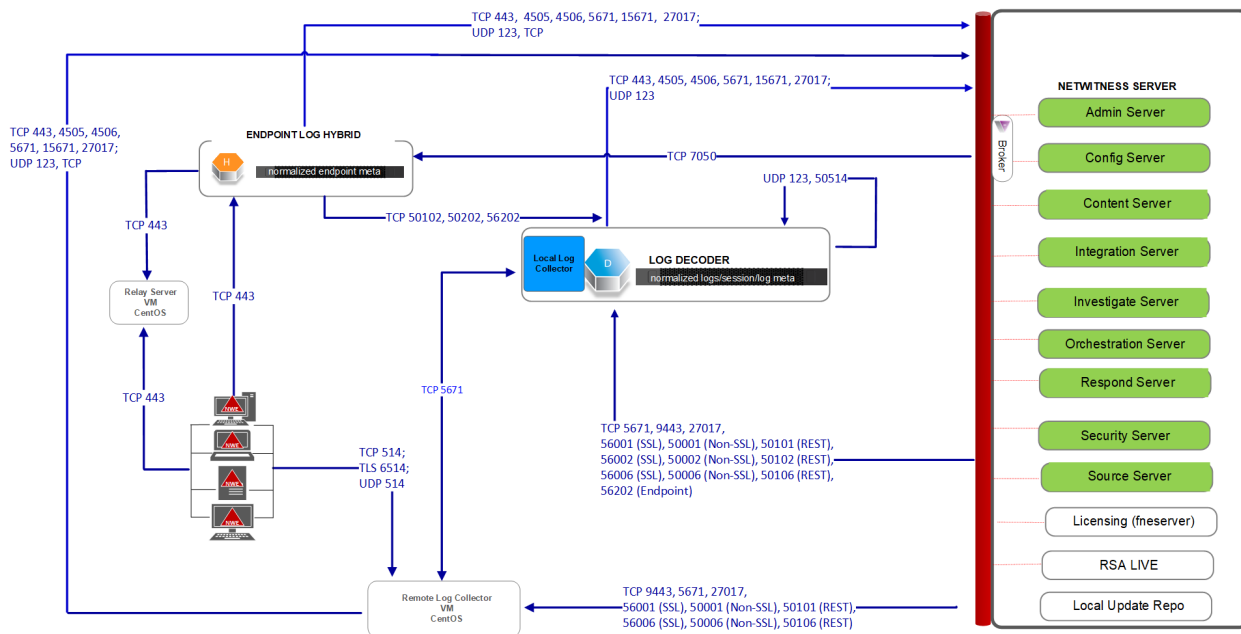 TCP 443, 4505, 4506, 5671, 15671, 27017;
UDP 123, TCP
TCP 443, 4505, 4506, 5671, 15671, 27017;
UDP 123
TCP 443, 4505, 4506,
5671, 15671, 27017;
UDP 123, TCP
ENDPOINT LOG HYBRID
H
normalized endpoint meta
TCP 7050
UDP 123, 50514
TCP 50102, 50202, 56202
TCP 443
Local Log
Collector
D
LOG DECODER
normalized logs/session/log meta
Relay Server
VM
CentOS
TCP 443
TCP 443
TCP 5671
NWE
NWE
NWE
NWE
TCP 514;
TLS 6514;
UDP 514
TCP 5671, 9443, 27017,
56001 (SSL), 50001 (Non-SSL), 50101 (REST)
56002 (SSL), 50002 (Non-SSL), 50102 (REST),
56006 (SSL), 50006 (Non-SSL), 50106 (REST),
56202 (Endpoint)
Remote Log Collector
VM
CentOS
TCP 9443, 5671, 27017,
56001 (SSL), 50001 (Non-SSL), 50101 (REST),
56006 (SSL), 50006 (Non-SSL), 50106 (REST)
Broker
NETWITNESS SERVER
Admin Server
Config Server
Content Server
Integration Server
Investigate Server
Orchestration Server
Respond Server
Security Server
Source Server
Licensing (fneserver)
RSA LIVE
Local Update Repo